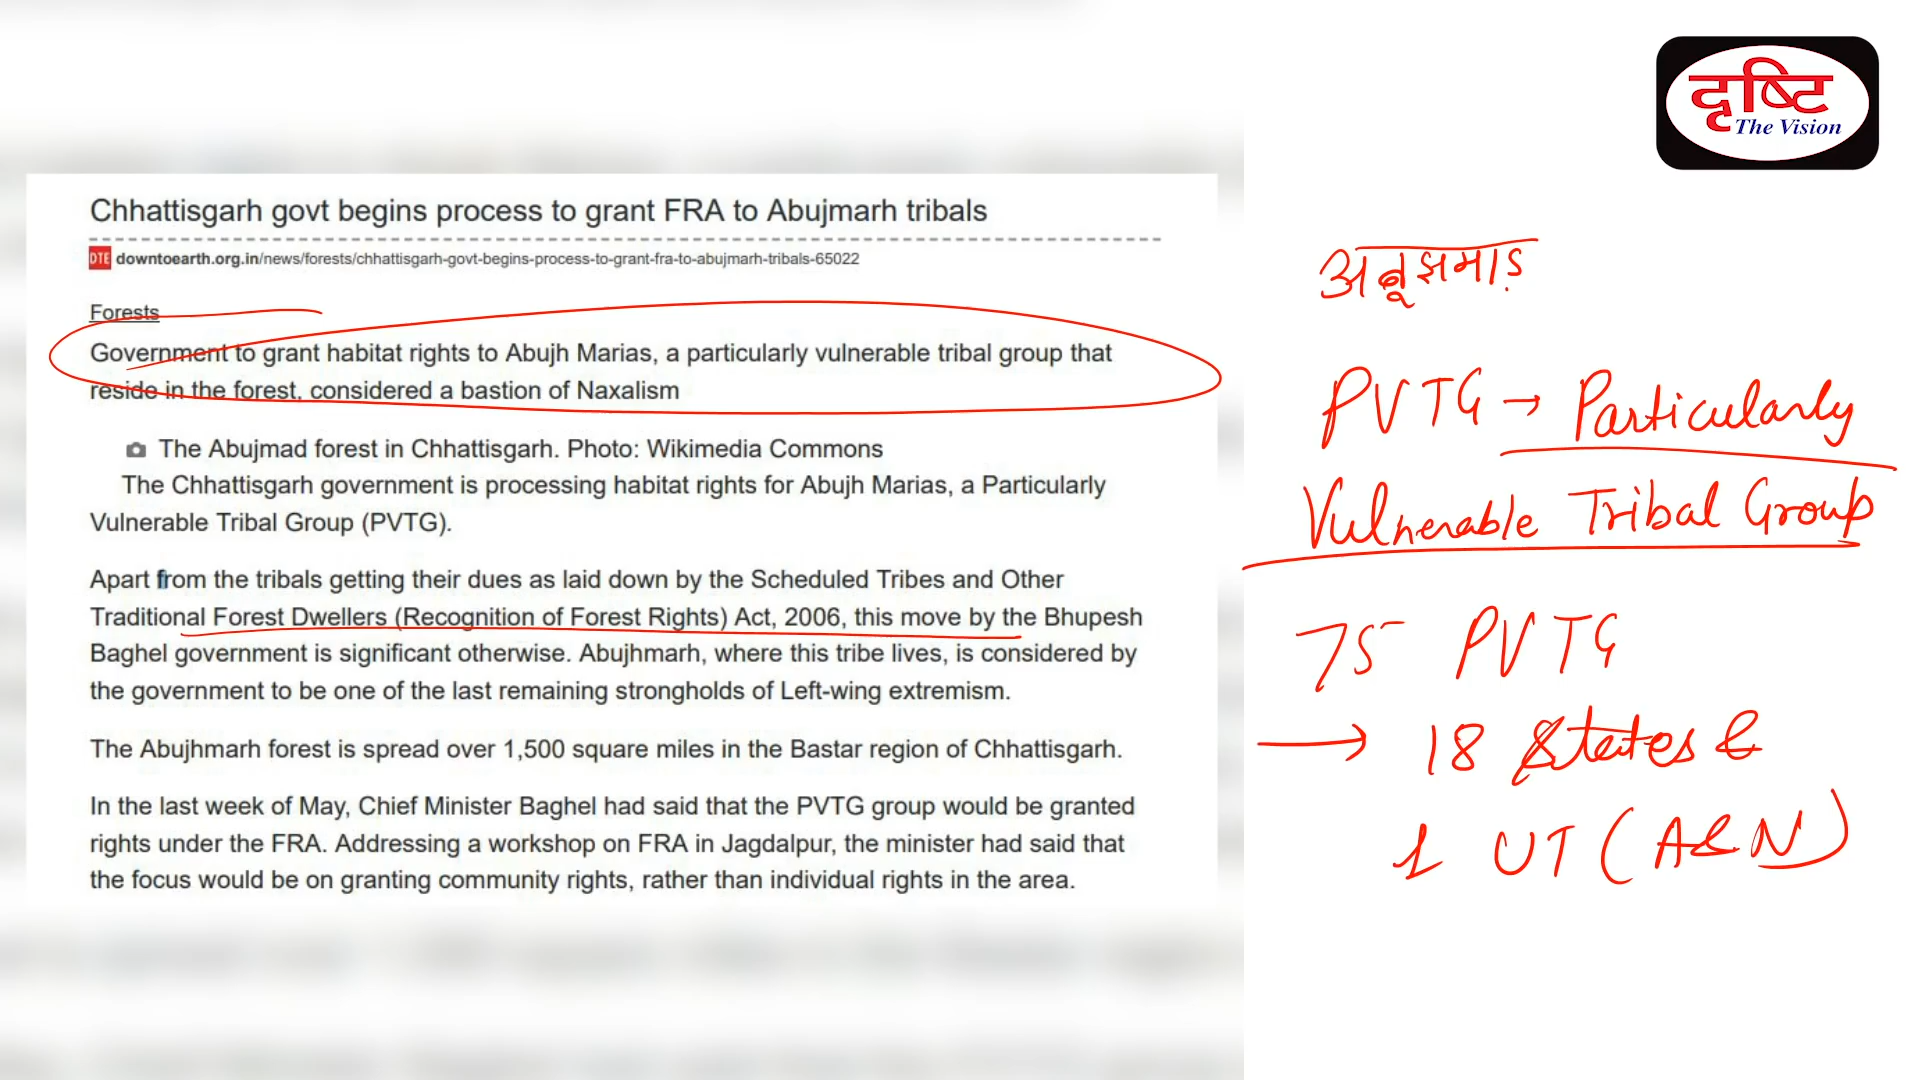 दृष्टि
The Vision
Chhattisgarh govt begins process to grant FRA to Abujmarh tribals
DTE downtoearth.org.in/news/forests/chhattisgarh-govt-begins-process-to-grant-fra-to-abujmarh-tribals-65022
Forests
Government to grant habitat rights to Abujh Marias, a particularly vulnerable tribal group that
reside in the forest, considered a bastion of Naxalism
The Abujmad forest in Chhattisgarh. Photo: Wikimedia Commons
The Chhattisgarh government is processing habitat rights for Abujh Marias, a Particularly
Vulnerable Tribal Group (PVTG).
Apart from the tribals getting their dues as laid down by the Scheduled Tribes and Other
Traditional Forest Dwellers (Recognition of Forest Rights) Act, 2006, this move by the Bhupesh
Baghel government is significant otherwise. Abujhmarh, where this tribe lives, is considered by
the government to be one of the last remaining strongholds of Left-wing extremism.
The Abujhmarh forest is spread over 1,500 square miles in the Bastar region of Chhattisgarh.
In the last week of May, Chief Minister Baghel had said that the PVTG group would be granted
rights under the FRA. Addressing a workshop on FRA in Jagdalpur, the minister had said that
the focus would be on granting community rights, rather than individual rights in the area.
अबूझमाड़
PVTG → Particularly
Vulnerable Tribal Group
75 PVTG
→ 18 States &
1 UT (A&N)